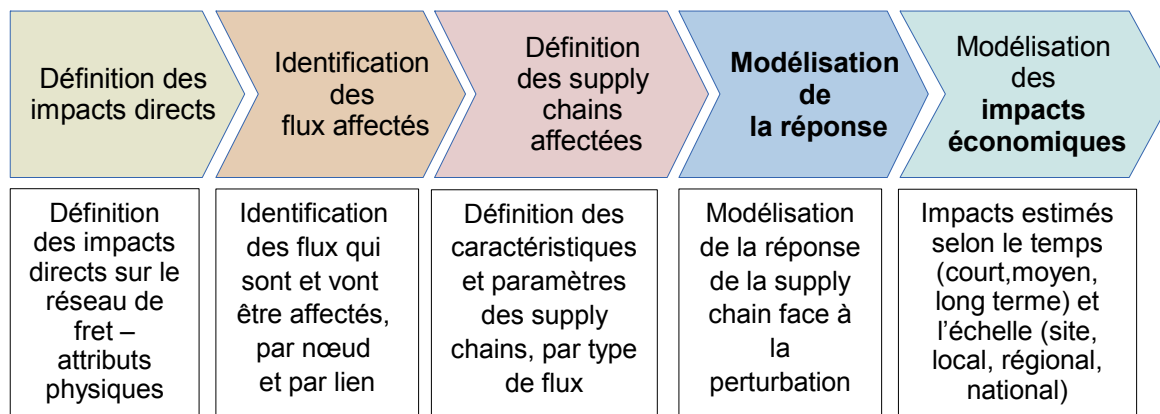 Définition des
impacts directs
Identification
des
flux affectés
Définition
des supply
chains
affectées
Modélisation
de
la réponse
Modélisation
des
impacts
économiques
Définition
des impacts
directs sur le
réseau de
fret –
attributs
physiques
Identification
des flux qui
sont et vont
être affectés,
par nœud
et par lien
Définition des
caractéristiques
et paramètres
des supply
chains, par type
de flux
Modélisation
de la réponse
de la supply
chain face à
la
perturbation
Impacts estimés
selon le temps
(court,moyen,
long terme) et
l’échelle (site,
local, régional,
national)